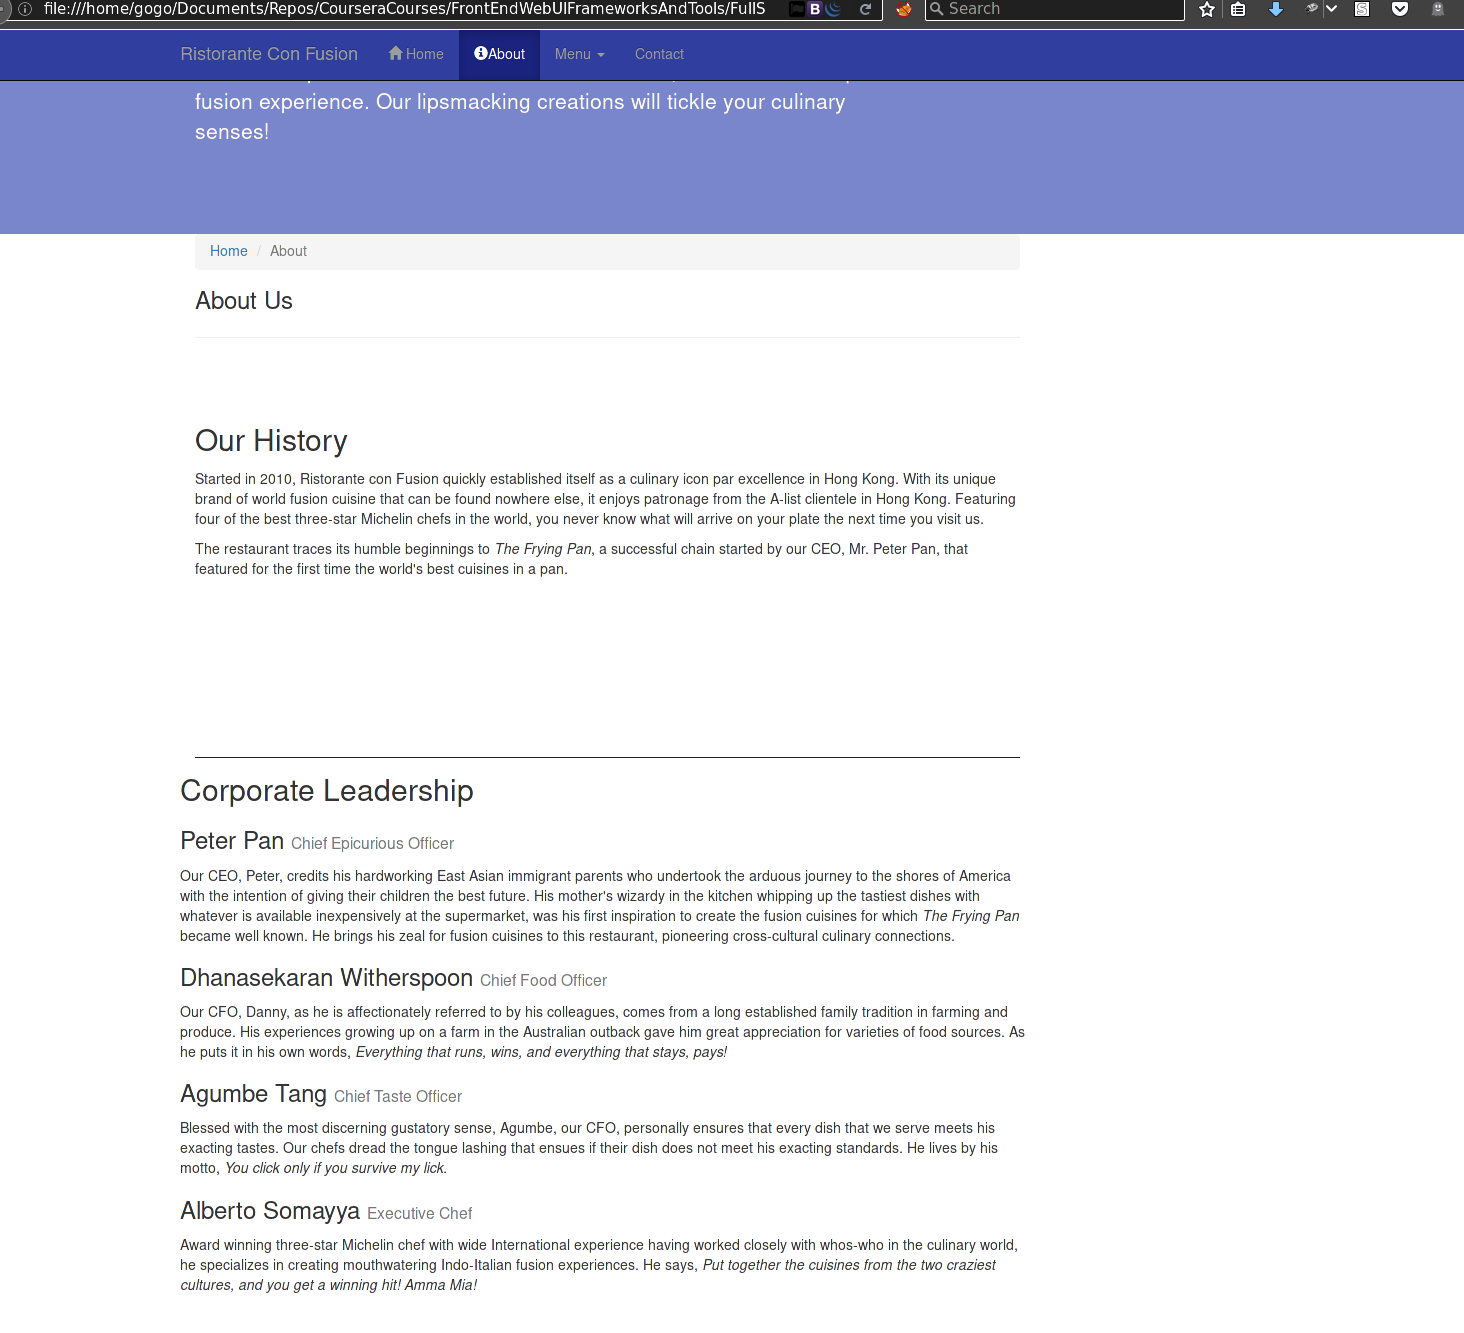 file:///home/gogo/Documents/Repos/CourseraCourses/FrontEndWebUIFrameworksAndTools/FullS B Search
Ristorante Con Fusion Home About Menu Contact
fusion experience. Our lipsmacking creations will tickle your culinary
senses!
Home / About
About Us
Our History
Started in 2010, Ristorante con Fusion quickly established itself as a culinary icon par excellence in Hong Kong. With its unique
brand of world fusion cuisine that can be found nowhere else, it enjoys patronage from the A-list clientele in Hong Kong. Featuring
four of the best three-star Michelin chefs in the world, you never know what will arrive on your plate the next time you visit us.
The restaurant traces its humble beginnings to The Frying Pan, a successful chain started by our CEO, Mr. Peter Pan, that
featured for the first time the world's best cuisines in a pan.
Corporate Leadership
Peter Pan Chief Epicurious Officer
Our CEO, Peter, credits his hardworking East Asian immigrant parents who undertook the arduous journey to the shores of America
with the intention of giving their children the best future. His mother's wizardy in the kitchen whipping up the tastiest dishes with
whatever is available inexpensively at the supermarket, was his first inspiration to create the fusion cuisines for which The Frying Pan
became well known. He brings his zeal for fusion cuisines to this restaurant, pioneering cross-cultural culinary connections.
Dhanasekaran Witherspoon Chief Food Officer
Our CFO, Danny, as he is affectionately referred to by his colleagues, comes from a long established family tradition in farming and
produce. His experiences growing up on a farm in the Australian outback gave him great appreciation for varieties of food sources. As
he puts it in his own words, Everything that runs, wins, and everything that stays, pays!
Agumbe Tang Chief Taste Officer
Blessed with the most discerning gustatory sense, Agumbe, our CFO, personally ensures that every dish that we serve meets his
exacting tastes. Our chefs dread the tongue lashing that ensues if their dish does not meet his exacting standards. He lives by his
motto, You click only if you survive my lick.
Alberto Somayya Executive Chef
Award winning three-star Michelin chef with wide International experience having worked closely with whos-who in the culinary world,
he specializes in creating mouthwatering Indo-Italian fusion experiences. He says, Put together the cuisines from the two craziest
cultures, and you get a winning hit! Amma Mia!